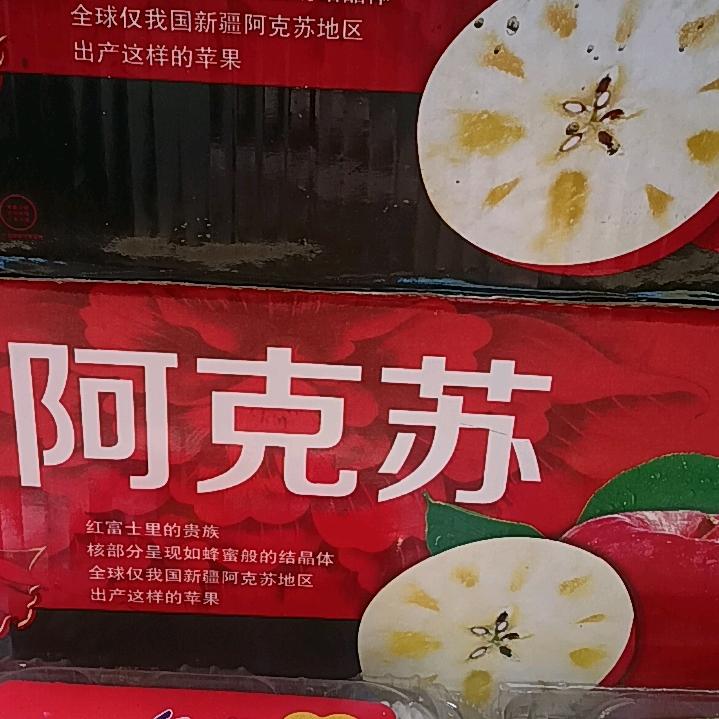 全球仅我国新疆阿克苏地区
出产这样的苹果
阿克苏
红富士里的贵族
核部分呈现如蜂蜜般的结晶体
全球仅我国新疆阿克苏地区
出产这样的苹果